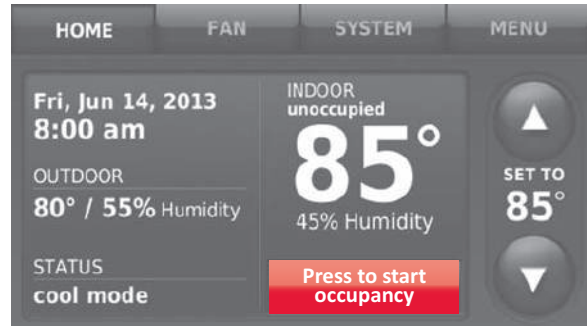 HOME FAN SYSTEM MENU
Fri, Jun 14, 2013
8:00 am
OUTDOOR
80° / 55% Humidity
STATUS
cool mode
INDOOR
unoccupied
85°
45% Humidity
Press to start
occupancy
SET TO
85°